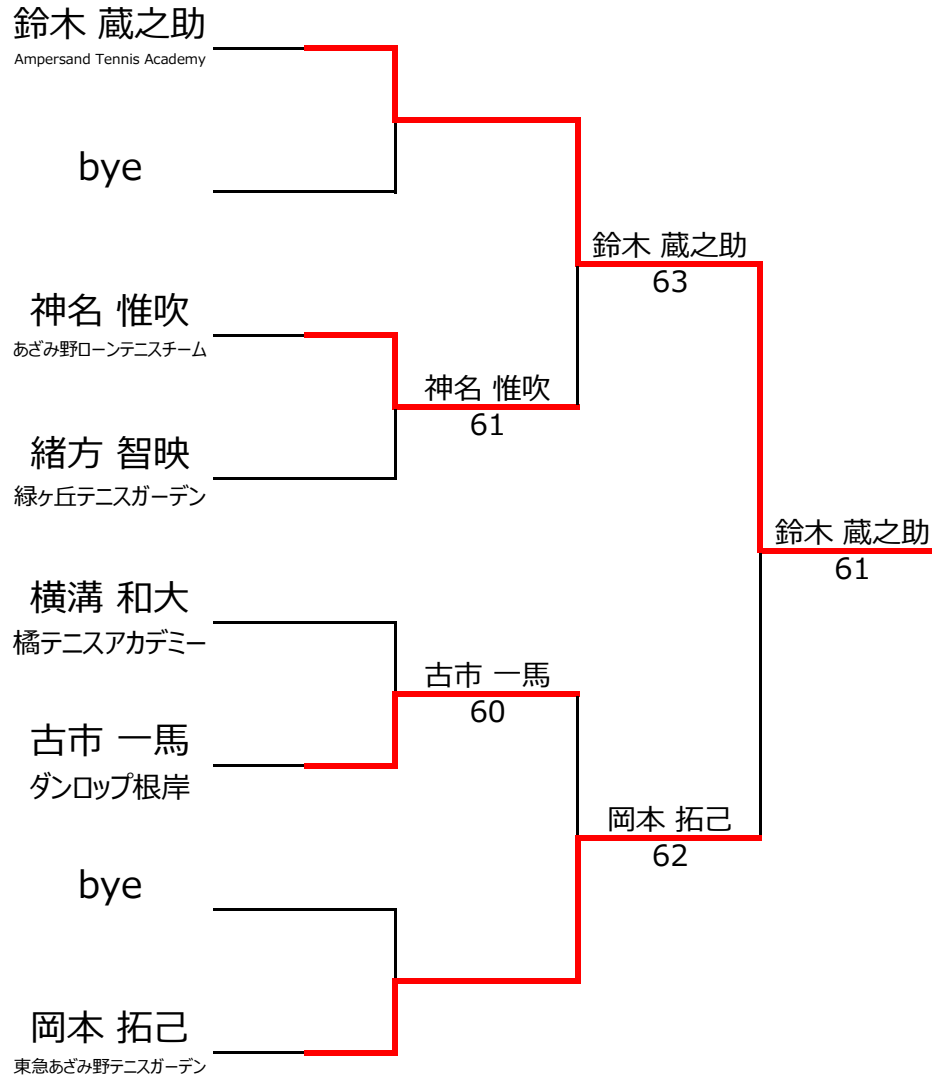 鈴木 蔵之助
Ampersand Tennis Academy
bye
神名 惟吹
あざみ野ローンテニスチーム
緒方 智映
緑ヶ丘テニスガーデン
横溝 和大
橘テニスアカデミー
古市 一馬
ダンロップ根岸
bye
岡本 拓己
東急あざみ野テニスガーデン
神名 惟吹
61
古市 一馬
60
鈴木 蔵之助
63
岡本 拓己
62
鈴木 蔵之助
61